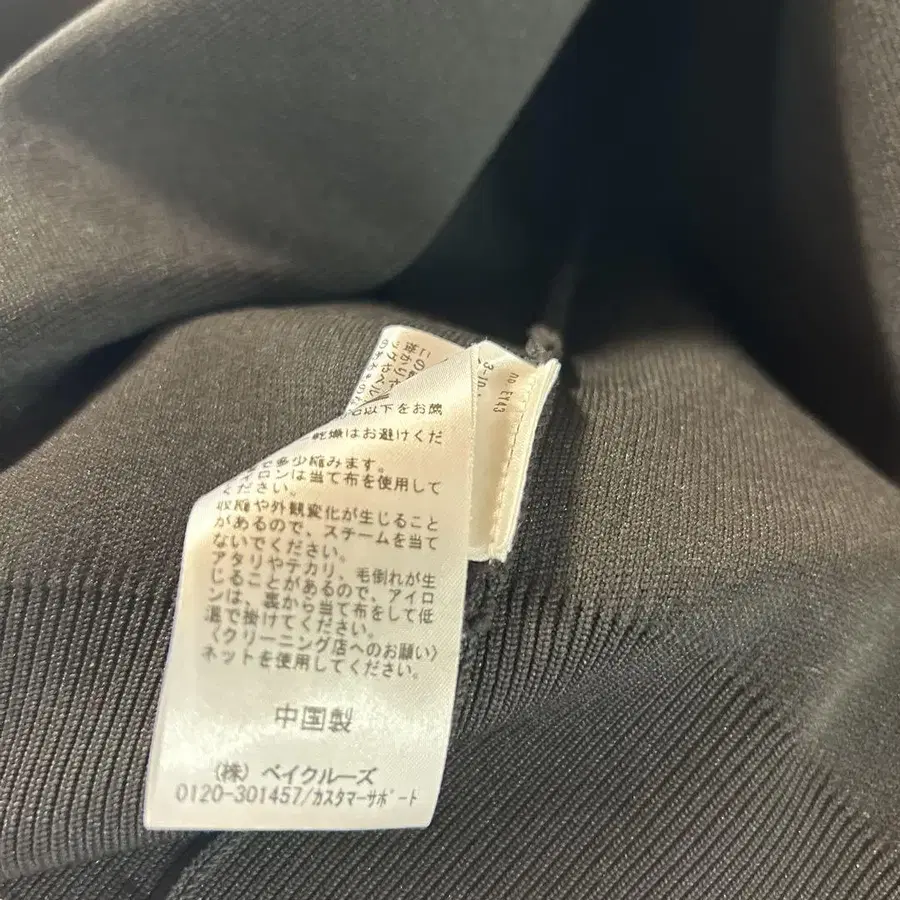 以下をお腐
乾燥はお避けくだ
多少縮みます。
ロンは当て布を使用して
ください。
収縮や外観変化が生じること
があるので、スチームを当て
ないでください。
アタリやテカリ、毛倒れが生
じることがあるので、アイロ
ンは、裏から当て布をして低
温で掛けてください。
〈クリーニング店へのお願い〉
ネットを使用してください。
中国製
(株) ベイクルーズ
0120-301457/カスタマーサポート
no.EY43